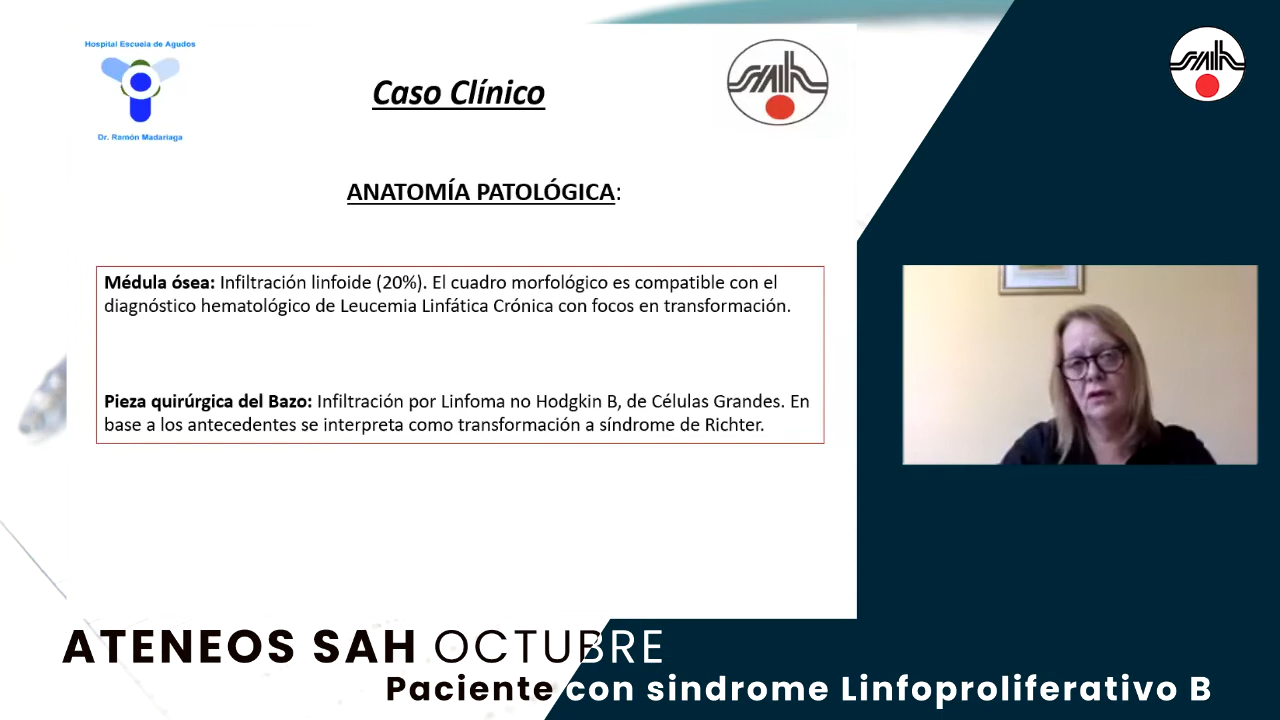 Hospital Escuela de Agudos
Dr. Ramón Madariaga
Caso Clínico
ANATOMÍA PATOLÓGICA:
Médula ósea: Infiltración linfoide (20%). El cuadro morfológico es compatible con el
diagnóstico hematológico de Leucemia Linfática Crónica con focos en transformación.
Pieza quirúrgica del Bazo: Infiltración por Linfoma no Hodgkin B, de Células Grandes. En
base a los antecedentes se interpreta como transformación a síndrome de Richter.
ATENEOS SAH OCTUBRE
Paciente con sindrome Linfoproliferativo B